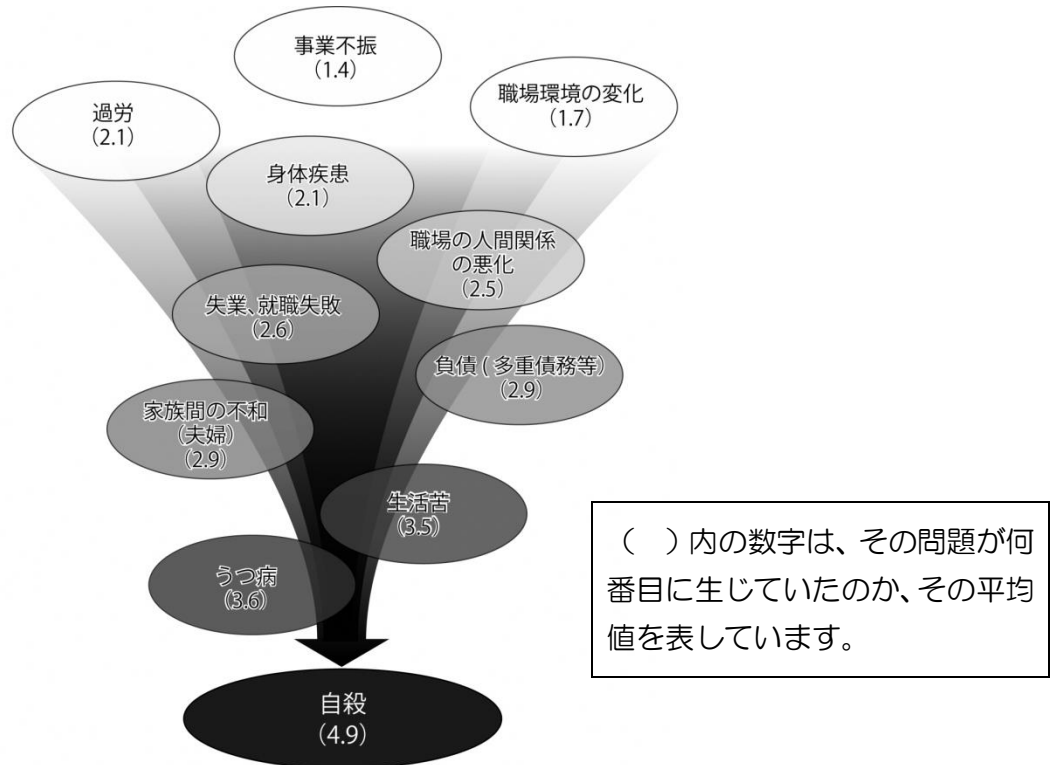 事業不振
(1.4)
職場環境の変化
(1.7)
過労
(2.1)
身体疾患
(2.1)
職場の人間関係
の悪化
(2.5)
失業、就職失敗
(2.6)
負債(多重債務等)
(2.9)
家族間の不和
(夫婦)
(2.9)
生活苦
(3.5)
うつ病
(3.6)
自殺
(4.9)
（　）内の数字は、その問題が何
番目に生じていたのか、その平均
値を表しています。